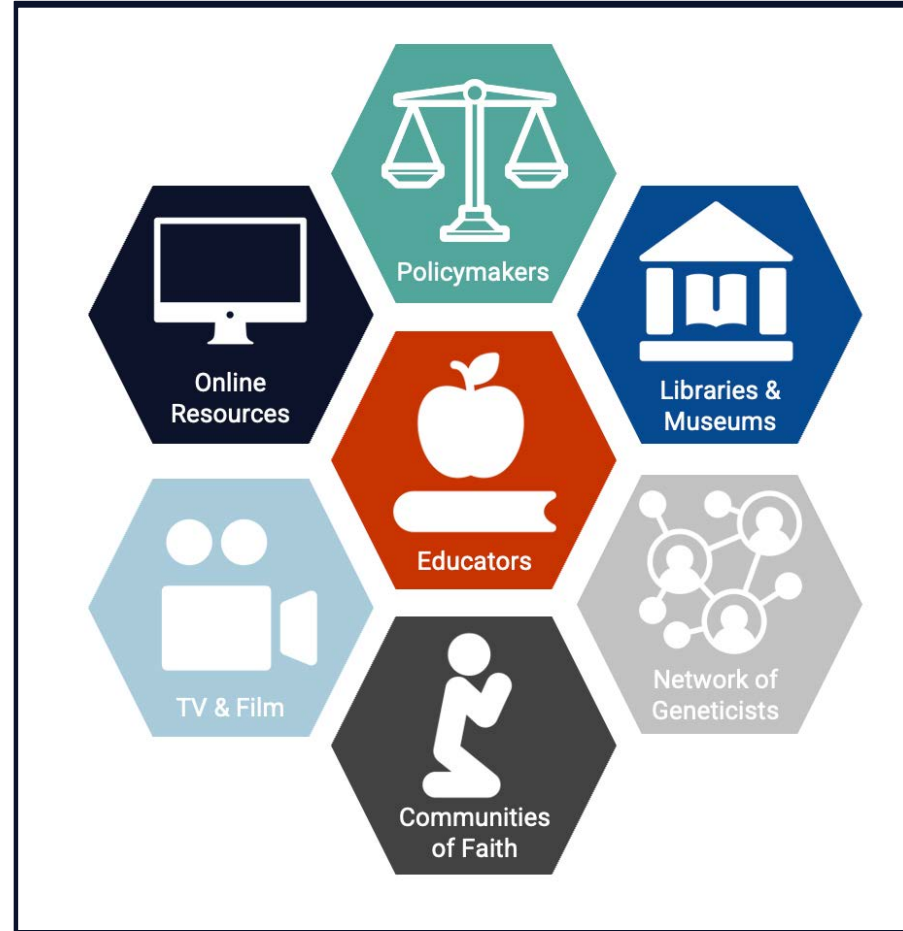 Policymakers
Online
Resources
Libraries &
Museums
Educators
TV & Film
Network of
Geneticists
Communities
of Faith